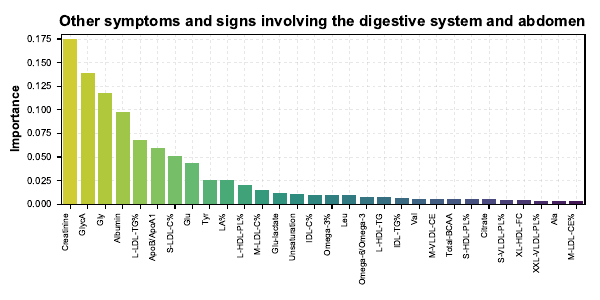 Other symptoms and signs involving the digestive system and abdomen
Importance
0.175
0.150
0.125
0.100
0.075
0.050
0.025
0.000
Creatinine
GlycA
Gly
Albumin
L-LDL-TG%
ApoB/ApoA1
S-LDL-C%
Glu
Tyr
LA%
L-HDL-PL%
M-LDL-C%
Glu-lactate
Unsaturation
IDL-C%
Omega-3%
Leu
Omega-6/Omega-3
L-HDL-TG
IDL-TG%
Val
M-VLDL-CE
Total-BCAA
S-HDL-PL%
Citrate
S-VLDL-PL%
XL-HDL-FC
XXL-VLDL-PL%
Ala
M-LDL-CE%